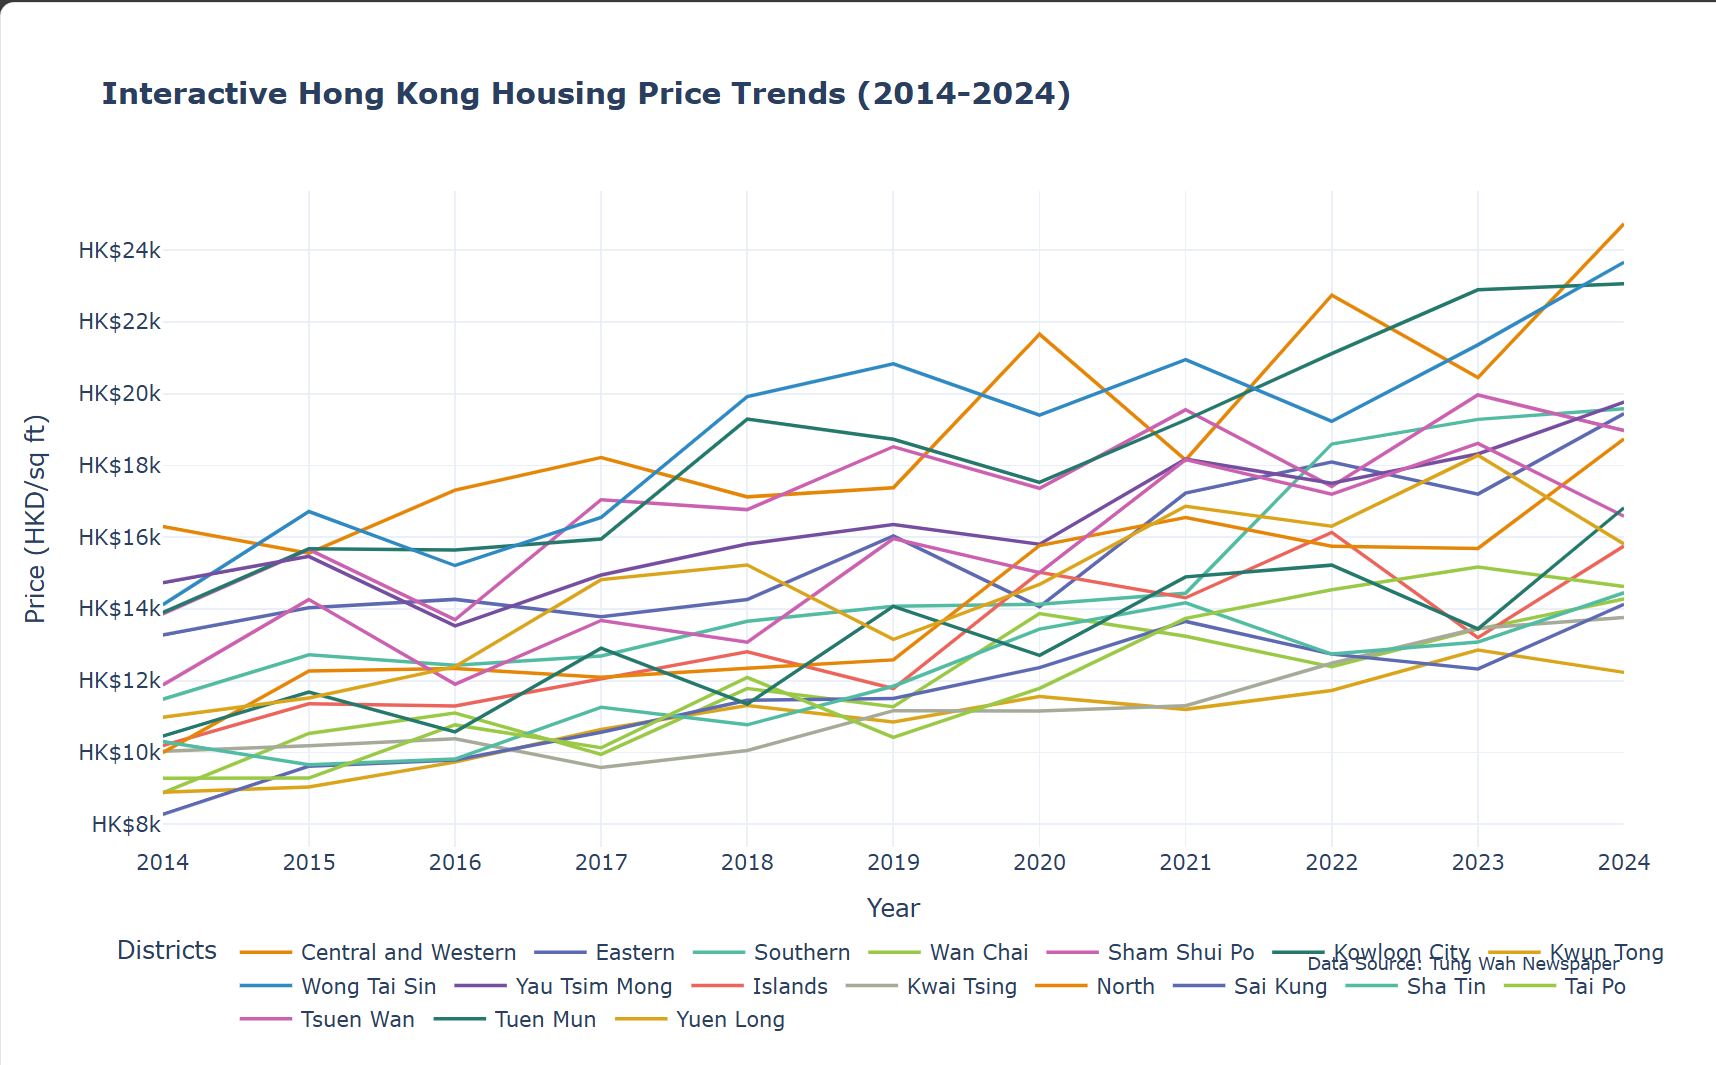 Interactive Hong Kong Housing Price Trends (2014-2024)
HK$24k
HK$22k
HK$20k
HK$18k
HK$16k
HK$14k
HK$12k
HK$10k
HK$8k
Price (HKD/sq ft)
2014 2015 2016 2017 2018 2019 2020 2021 2022 2023 2024
Year
Districts Central and Western Eastern Southern Wan Chai Sham Shui Po Kowloon City Kwun Tong
Data Source: Tung Wah Newspaper
Wong Tai Sin Yau Tsim Mong Islands Kwai Tsing North Sai Kung Sha Tin Tai Po
Tsuen Wan Tuen Mun Yuen Long